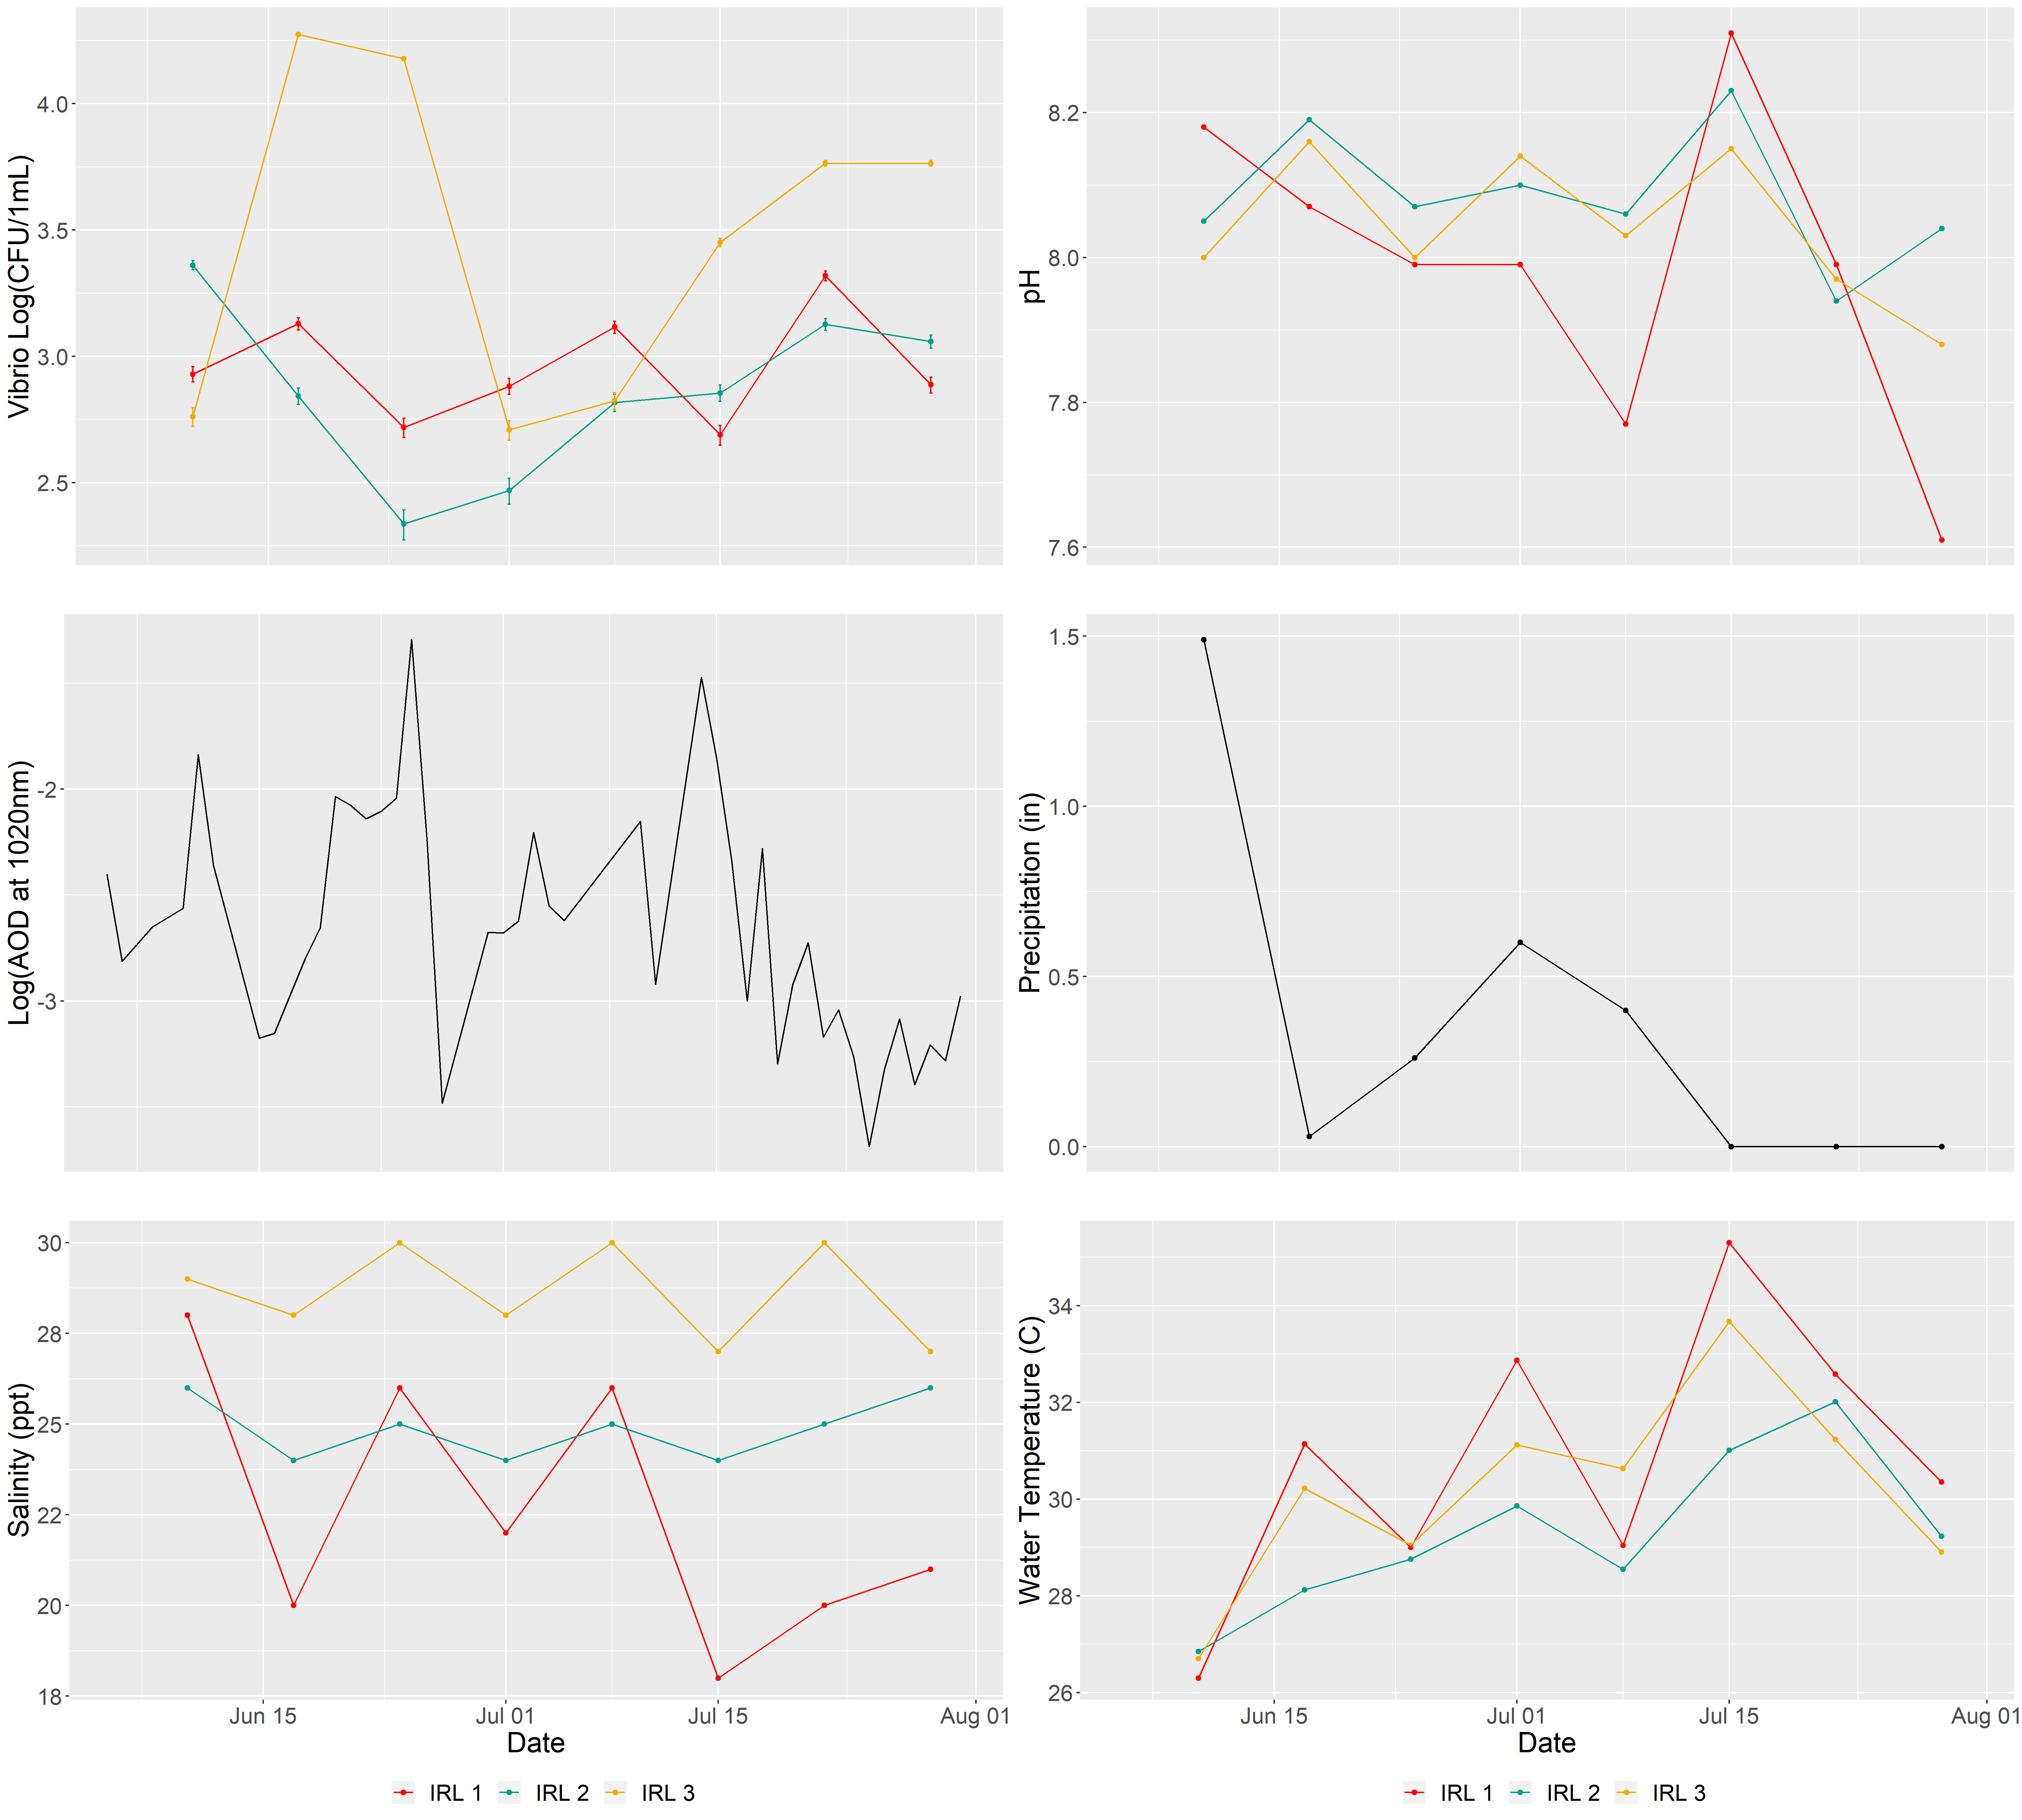 Vibrio Log(CFU/1mL)
4.0
3.5
3.0
2.5
pH
8.2
8.0
7.8
7.6
Log(AOD at 1020nm)
-2
-3
Precipitation (in)
1.5
1.0
0.5
0.0
Salinity (ppt)
30
28
25
22
20
18
Jun 15 Jul 01 Jul 15 Aug 01
Date
Water Temperature (C)
34
32
30
28
26
Jun 15 Jul 01 Jul 15 Aug 01
Date
IRL 1 IRL 2 IRL 3
IRL 1 IRL 2 IRL 3